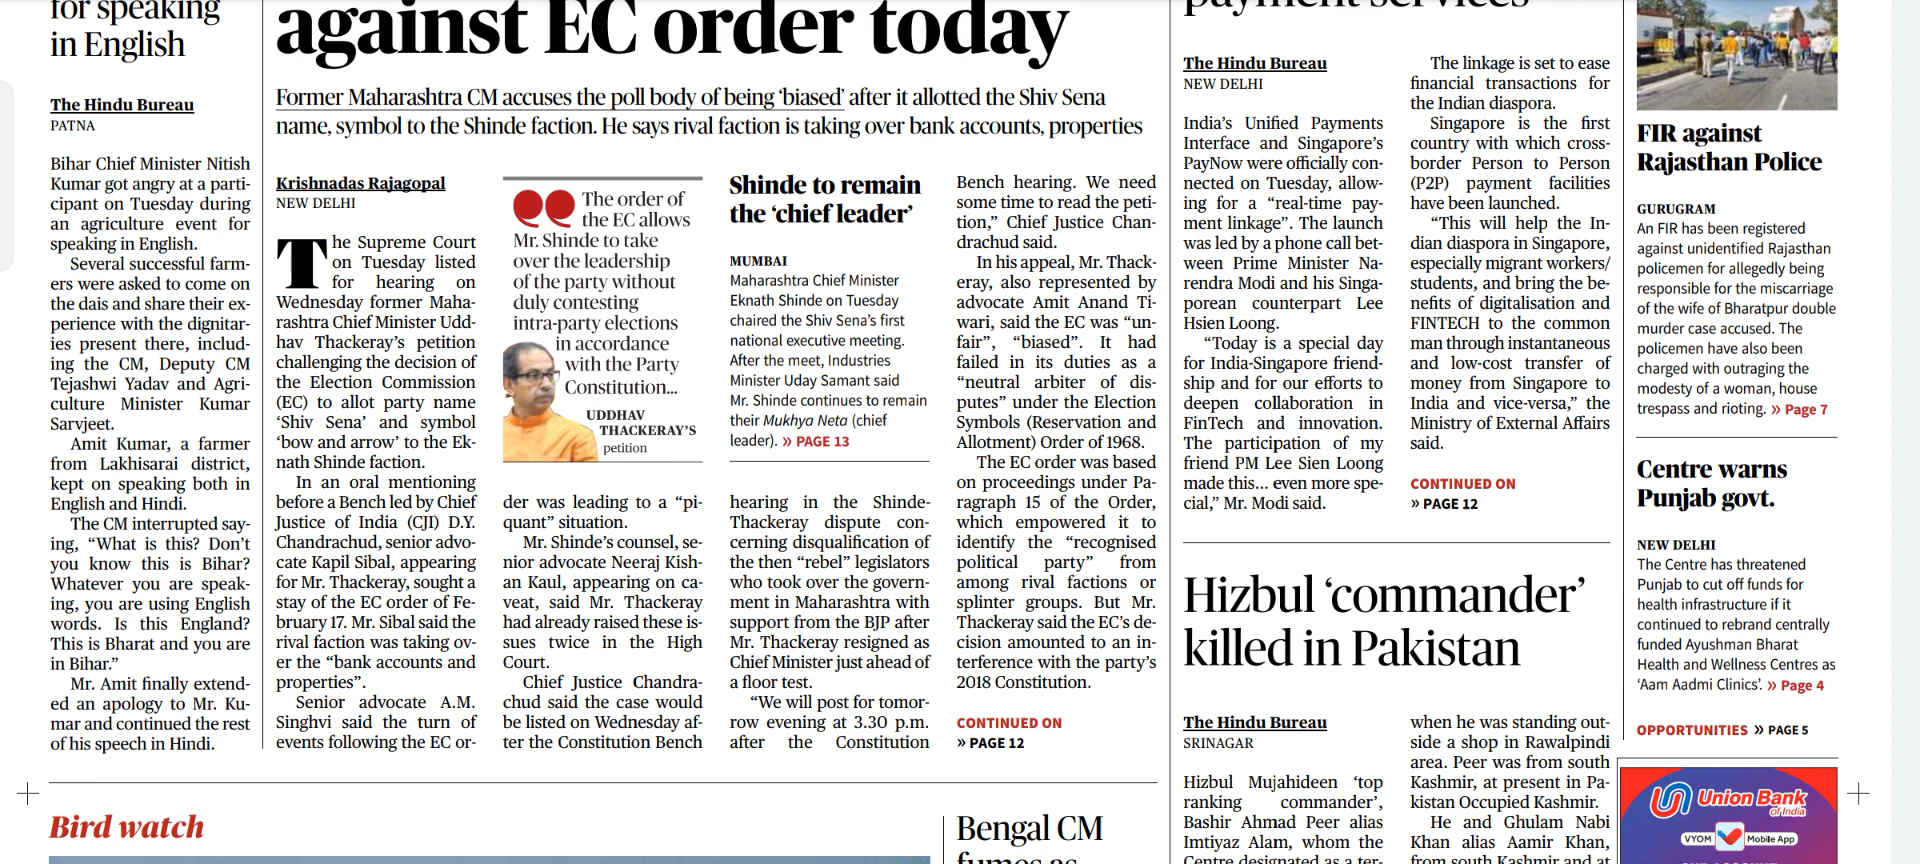 for speaking
in English
The Hindu Bureau
PATNA
Bihar Chief Minister Nitish
Kumar got angry at a parti-
cipant on Tuesday during
an agriculture event for
speaking in English.
Several successful farm-
ers were asked to come on
the dais and share their ex-
perience with the dignitar-
ies present there, includ-
ing the CM, Deputy CM
Tejashwi Yadav and Agri-
culture Minister Kumar
Sarvjeet.
Amit Kumar, a farmer
from Lakhisarai district,
kept on speaking both in
English and Hindi.
The CM interrupted say-
ing, “What is this? Don’t
you know this is Bihar?
Whatever you are speak-
ing, you are using English
words. Is this England?
This is Bharat and you are
in Bihar.”
Mr. Amit finally extend-
ed an apology to Mr. Ku-
mar and continued the rest
of his speech in Hindi.
against EC order today
Former Maharashtra CM accuses the poll body of being ‘biased’ after it allotted the Shiv Sena
name, symbol to the Shinde faction. He says rival faction is taking over bank accounts, properties
Krishnadas Rajagopal
NEW DELHI
The Supreme Court
on Tuesday listed
for hearing on
Wednesday former Maha-
rashtra Chief Minister Udd-
hav Thackeray’s petition
challenging the decision of
the Election Commission
(EC) to allot party name
‘Shiv Sena’ and symbol
‘bow and arrow’ to the Ek-
nath Shinde faction.
In an oral mentioning
before a Bench led by Chief
Justice of India (CJI) D.Y.
Chandrachud, senior advo-
cate Kapil Sibal, appearing
for Mr. Thackeray, sought a
stay of the EC order of Fe-
bruary 17. Mr. Sibal said the
rival faction was taking ov-
er the “bank accounts and
properties”.
Senior advocate A.M.
Singhvi said the turn of
events following the EC or-
The order of
the EC allows
Mr. Shinde to take
over the leadership
of the party without
duly contesting
intra-party elections
in accordance
with the Party
Constitution...
UDDHAV
THACKERAY’S
petition
der was leading to a “pi-
quant” situation.
Mr. Shinde’s counsel, se-
nior advocate Neeraj Kish-
an Kaul, appearing on ca-
veat, said Mr. Thackeray
had already raised these is-
sues twice in the High
Court.
Chief Justice Chandra-
chud said the case would
be listed on Wednesday af-
ter the Constitution Bench
Shinde to remain
the ‘chief leader’
MUMBAI
Maharashtra Chief Minister
Eknath Shinde on Tuesday
chaired the Shiv Sena’s first
national executive meeting.
After the meet, Industries
Minister Uday Samant said
Mr. Shinde continues to remain
their Mukhya Neta (chief
leader). » PAGE 13
hearing in the Shinde-
Thackeray dispute con-
cerning disqualification of
the then “rebel” legislators
who took over the govern-
ment in Maharashtra with
support from the BJP after
Mr. Thackeray resigned as
Chief Minister just ahead of
a floor test.
“We will post for tomor-
row evening at 3.30 p.m.
after the Constitution
Bench hearing. We need
some time to read the peti-
tion,” Chief Justice Chan-
drachud said.
In his appeal, Mr. Thack-
eray, also represented by
advocate Amit Anand Ti-
wari, said the EC was “un-
fair”, “biased”. It had
failed in its duties as a
“neutral arbiter of dis-
putes” under the Election
Symbols (Reservation and
Allotment) Order of 1968.
The EC order was based
on proceedings under Pa-
ragraph 15 of the Order,
which empowered it to
identify the “recognised
political party” from
among rival factions or
splinter groups. But Mr.
Thackeray said the EC’s de-
cision amounted to an in-
terference with the party’s
2018 Constitution.
CONTINUED ON
» PAGE 12
payment services
The Hindu Bureau
NEW DELHI
India’s Unified Payments
Interface and Singapore’s
PayNow were officially con-
nected on Tuesday, allow-
ing for a “real-time pay-
ment linkage”. The launch
was led by a phone call bet-
ween Prime Minister Na-
rendra Modi and his Singa-
porean counterpart Lee
Hsien Loong.
“Today is a special day
for India-Singapore friend-
ship and for our efforts to
deepen collaboration in
FinTech and innovation.
The participation of my
friend PM Lee Sien Loong
made this... even more spe-
cial,” Mr. Modi said.
The linkage is set to ease
financial transactions for
the Indian diaspora.
Singapore is the first
country with which cross-
border Person to Person
(P2P) payment facilities
have been launched.
“This will help the In-
dian diaspora in Singapore,
especially migrant workers/
students, and bring the be-
nefits of digitalisation and
FINTECH to the common
man through instantaneous
and low-cost transfer of
money from Singapore to
India and vice-versa,” the
Ministry of External Affairs
said.
CONTINUED ON
» PAGE 12
Hizbul ‘commander’
killed in Pakistan
The Hindu Bureau
SRINAGAR
Hizbul Mujahideen ‘top
ranking commander’,
Bashir Ahmad Peer alias
Imtiyaz Alam, whom the
Centre designated as a ter-
when he was standing out-
side a shop in Rawalpindi
area. Peer was from south
Kashmir, at present in Pa-
kistan Occupied Kashmir.
He and Ghulam Nabi
Khan alias Aamir Khan,
from south Kashmir and at
FIR against
Rajasthan Police
GURUGRAM
An FIR has been registered
against unidentified Rajasthan
policemen for allegedly being
responsible for the miscarriage
of the wife of Bharatpur double
murder case accused. The
policemen have also been
charged with outraging the
modesty of a woman, house
trespass and rioting. » Page 7
Centre warns
Punjab govt.
NEW DELHI
The Centre has threatened
Punjab to cut off funds for
health infrastructure if it
continued to rebrand centrally
funded Ayushman Bharat
Health and Wellness Centres as
‘Aam Aadmi Clinics’. » Page 4
OPPORTUNITIES » PAGE 5
Union Bank
of India
VYOM Mobile App
Bird watch
Bengal CM
fumes as